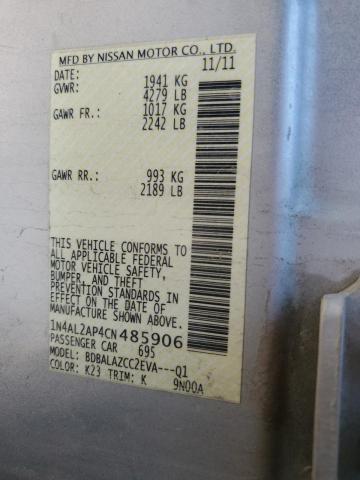 MFD BY NISSAN MOTOR CO., LTD.
DATE: 11/11
GVWR: 1941 KG
4279 LB
GAWR FR.: 1017 KG
2242 LB
GAWR RR.: 993 KG
2189 LB
THIS VEHICLE CONFORMS TO
ALL APPLICABLE FEDERAL
MOTOR VEHICLE SAFETY,
BUMPER, AND THEFT
PREVENTION STANDARDS IN
EFFECT ON THE DATE OF
MANUFACTURE SHOWN ABOVE.
1N4AL2AP4CN485906
PASSENGER CAR 695
MODEL: BDBALAZCC2EVA---Q1
COLOR: K23 TRIM: K 9N00A